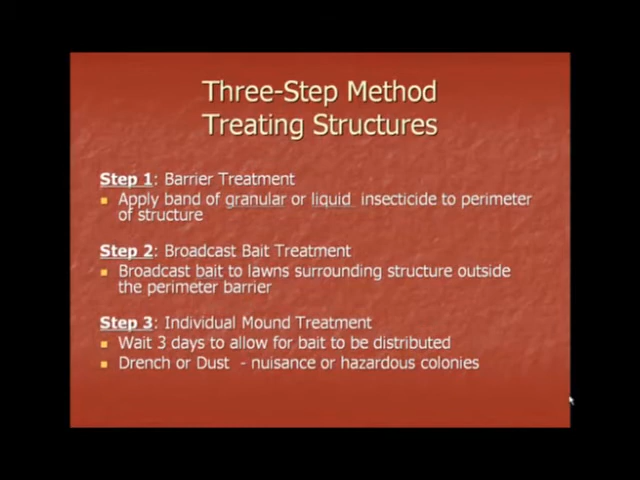 Three-Step Method
Treating Structures
Step 1: Barrier Treatment
Apply band of granular or liquid insecticide to perimeter
of structure
Step 2: Broadcast Bait Treatment
Broadcast bait to lawns surrounding structure outside
the perimeter barrier
Step 3: Individual Mound Treatment
Wait 3 days to allow for bait to be distributed
Drench or Dust - nuisance or hazardous colonies